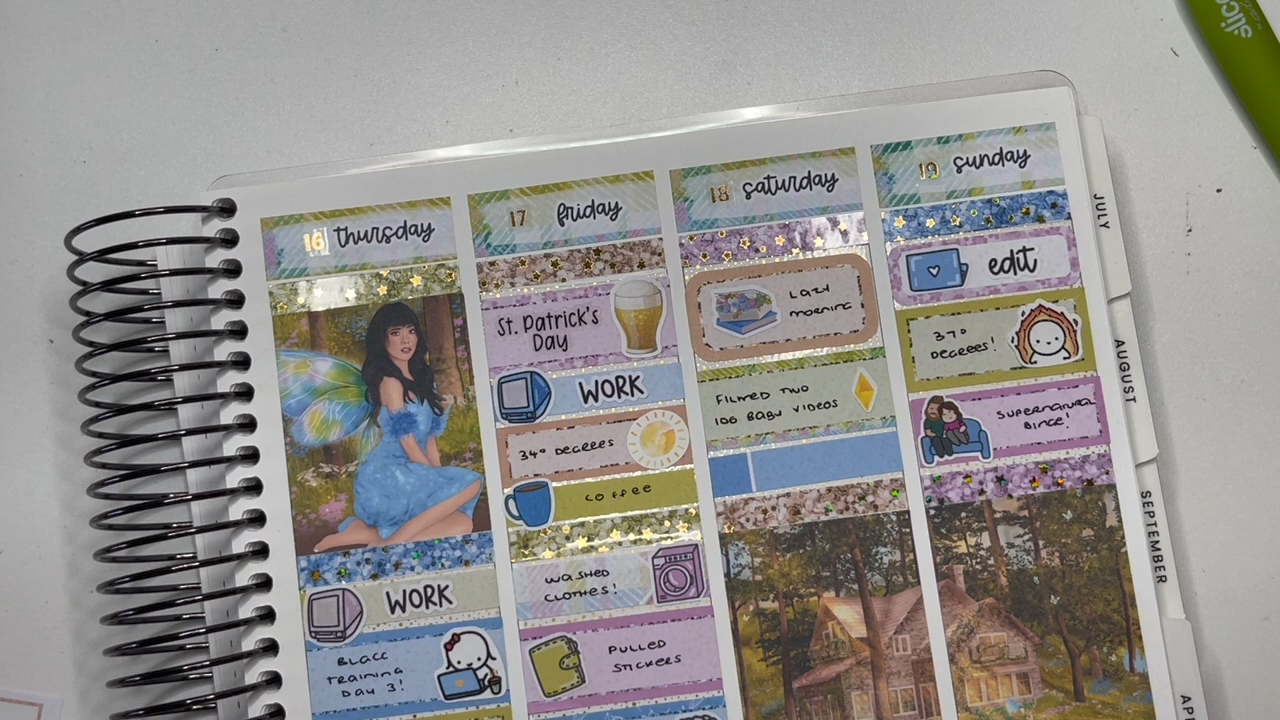 slice
16 thursday
WORK
BLACC
TRAINING
DAY 3!
17 friday
St. Patrick's
Day
WORK
34° DEGREES
COFFEE
WASHED
CLOTHES!
PULLED
STICKERS
18 saturday
LAZY
MORNING
FILMED TWO
100 BABY VIDEOS
19 sunday
edit
37°
DEGREES!
SUPERNATURAL
BINGE!
JULY
AUGUST
SEPTEMBER